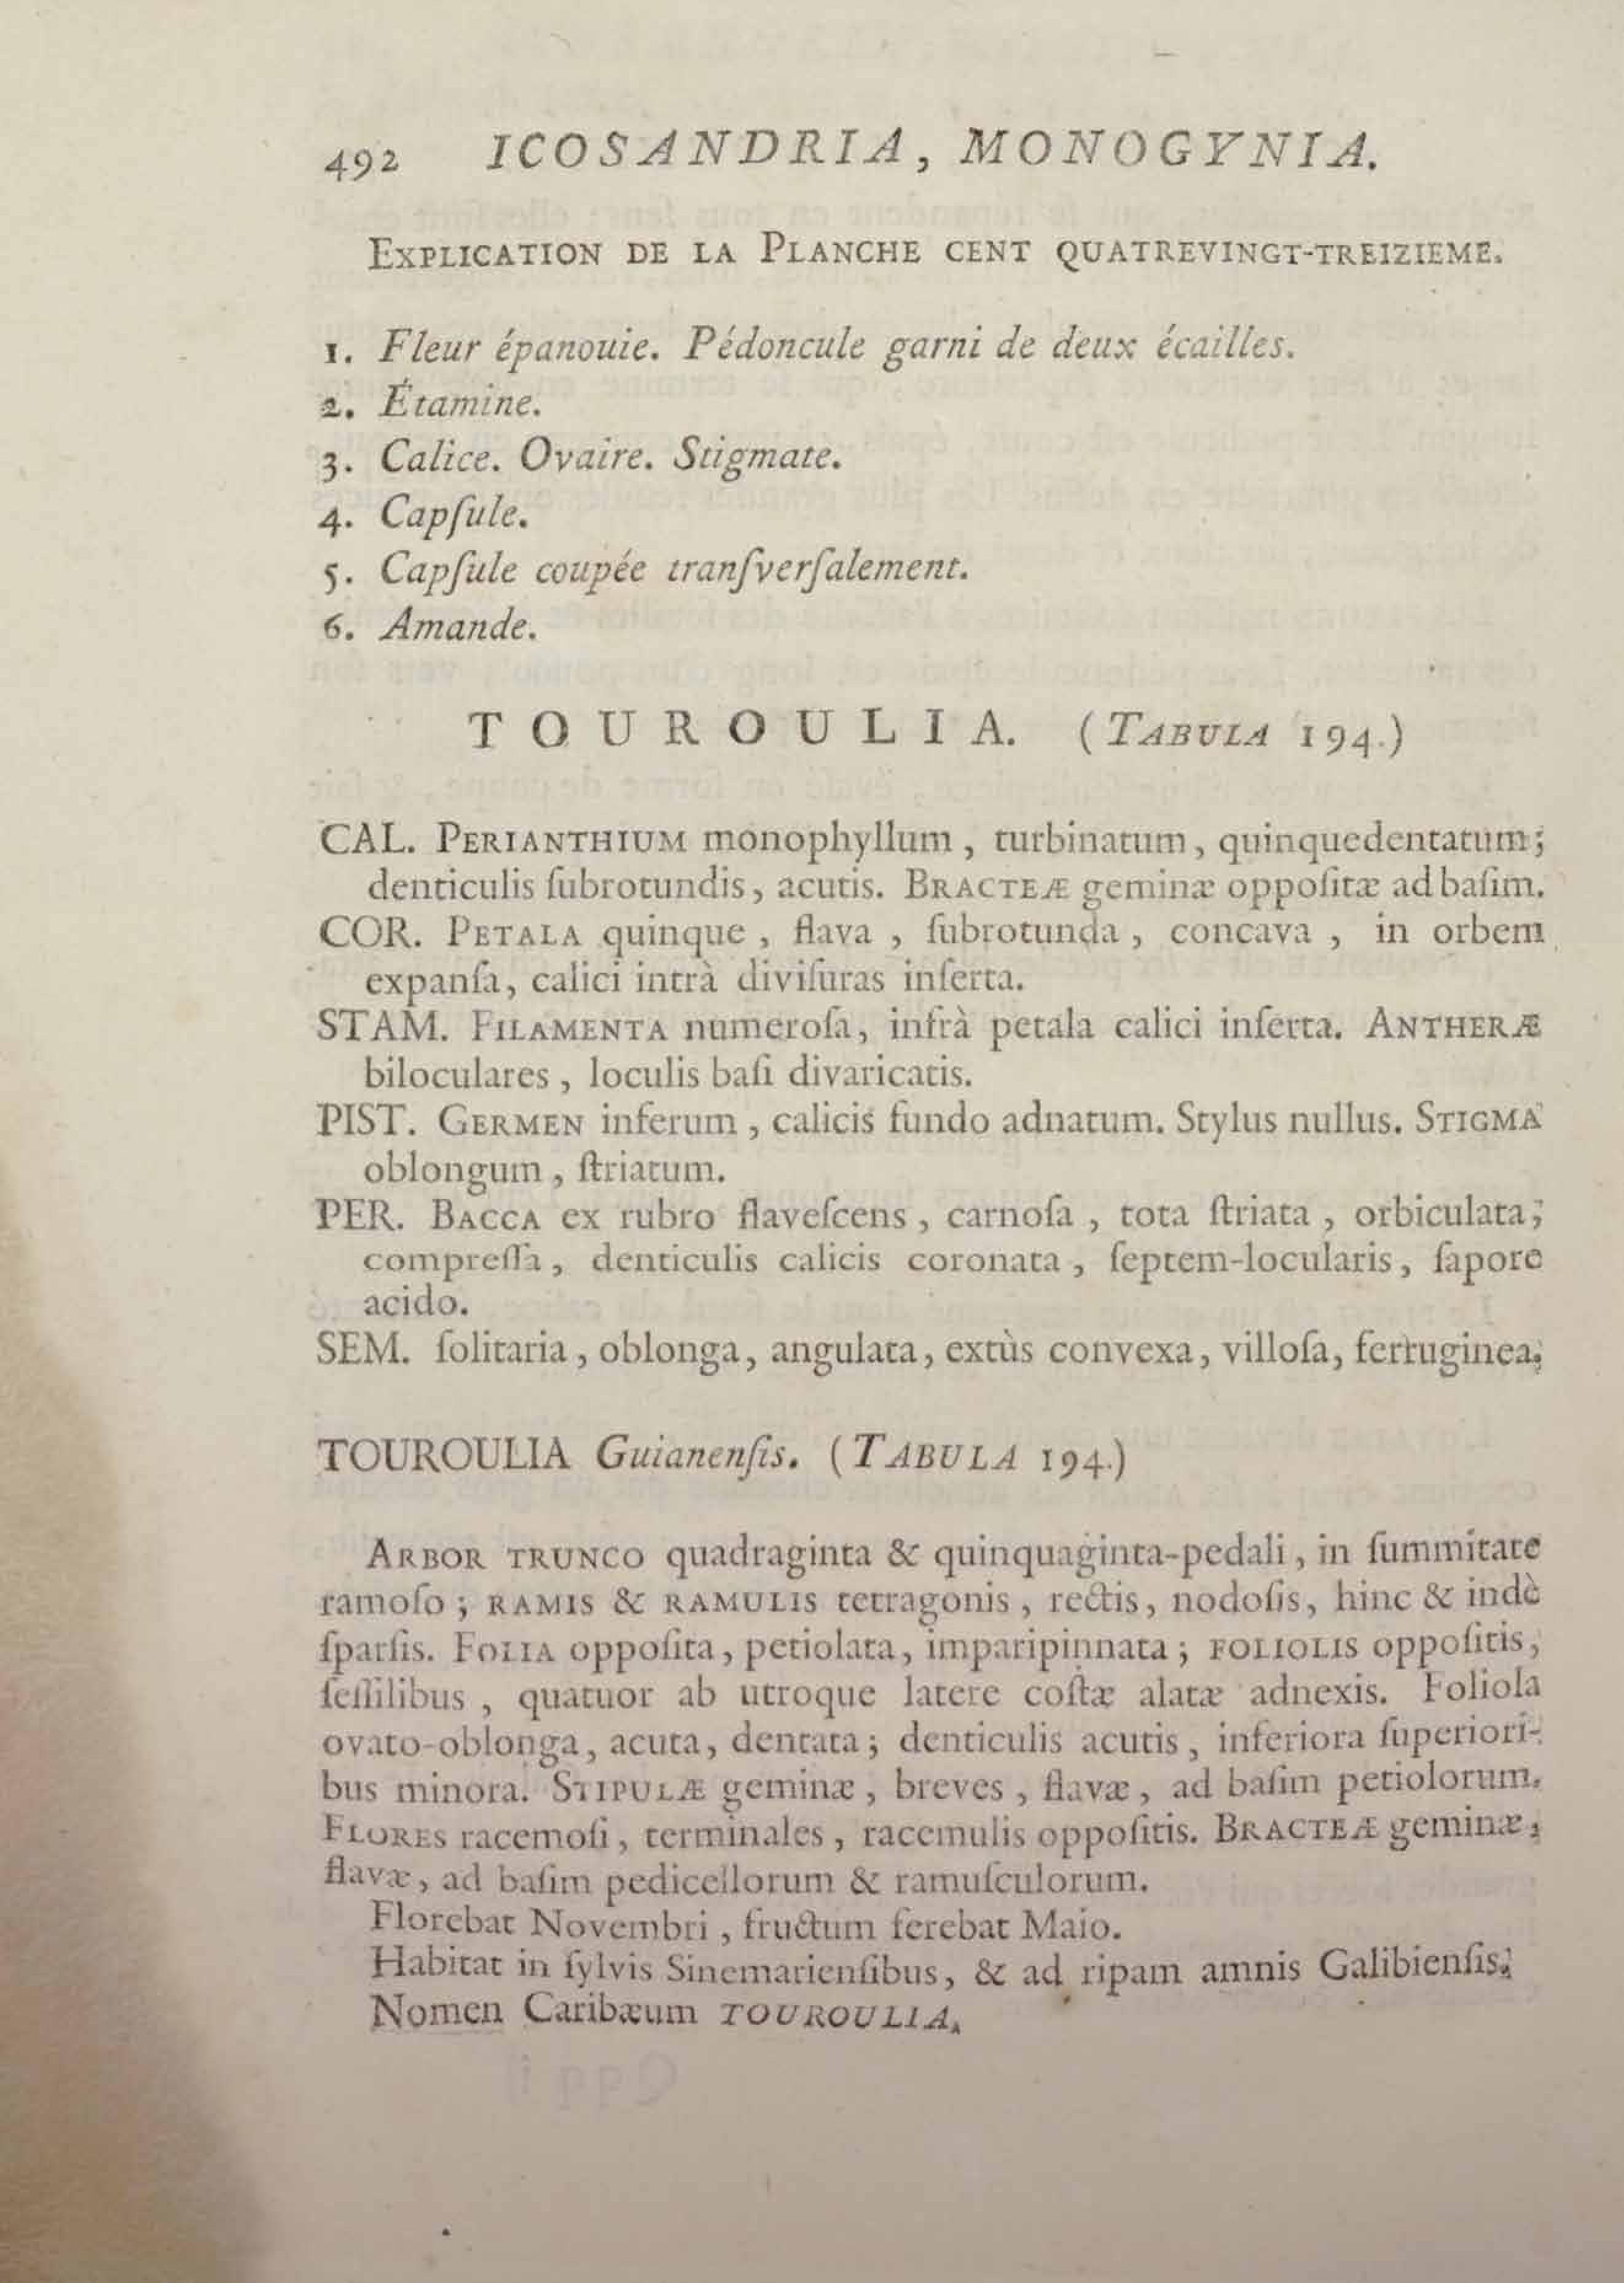 492 ICOSANDRIA, MONOGYNIA.
EXPLICATION DE LA PLANCHE CENT QUATREVINGT-TREIZIEME.
1. Fleur épanouie. Pédoncule garni de deux écailles.
2. Étamine.
3. Calice. Ovaire. Stigmate.
4. Capſule.
5. Capſule coupée tranſverſalement.
6. Amande.
TOUROULIA. (TABULA 194.)
CAL. PERIANTHIUM monophyllum, turbinatum, quinquedentatum;
denticulis ſubrotundis, acutis. BRACTEÆ geminæ oppoſitæ ad baſim.
COR. PETALA quinque, flava, ſubrotunda, concava, in orbem
expanſa, calici intrà diviſuras inſerta.
STAM. FILAMENTA numeroſa, infrà petala calici inſerta. ANTHERÆ
biloculares, loculis baſi divaricatis.
PIST. GERMEN inferum, calicis fundo adnatum. Stylus nullus. STIGMA
oblongum, ſtriatum.
PER. BACCA ex rubro flaveſcens, carnoſa, tota ſtriata, orbiculata;
compreſſa, denticulis calicis coronata, ſeptem-locularis, ſapore
acido.
SEM. ſolitaria, oblonga, angulata, extùs convexa, villoſa, ferruginea.
TOUROULIA Guianenſis. (TABULA 194.)
ARBOR TRUNCO quadraginta & quinquaginta-pedali, in ſummitate
ramoſo; RAMIS & RAMULIS tetragonis, rectis, nodoſis, hinc & indè
ſparſis. FOLIA oppoſita, petiolata, imparipinnata; FOLIOLIS oppoſitis,
ſeſſilibus, quatuor ab utroque latere coſtæ alatæ adnexis. Foliola
ovato-oblonga, acuta, dentata; denticulis acutis, inferiora ſuperiori-
bus minora. STIPULÆ geminæ, breves, flavæ, ad baſim petiolorum.
FLORES racemoſi, terminales, racemulis oppoſitis. BRACTEÆ geminæ,
flavæ, ad baſim pedicellorum & ramuſculorum.
Florebat Novembri, fructum ferebat Maio.
Habitat in ſylvis Sinemarienſibus, & ad ripam amnis Galibienſis.
Nomen Caribæum TOUROULIA.